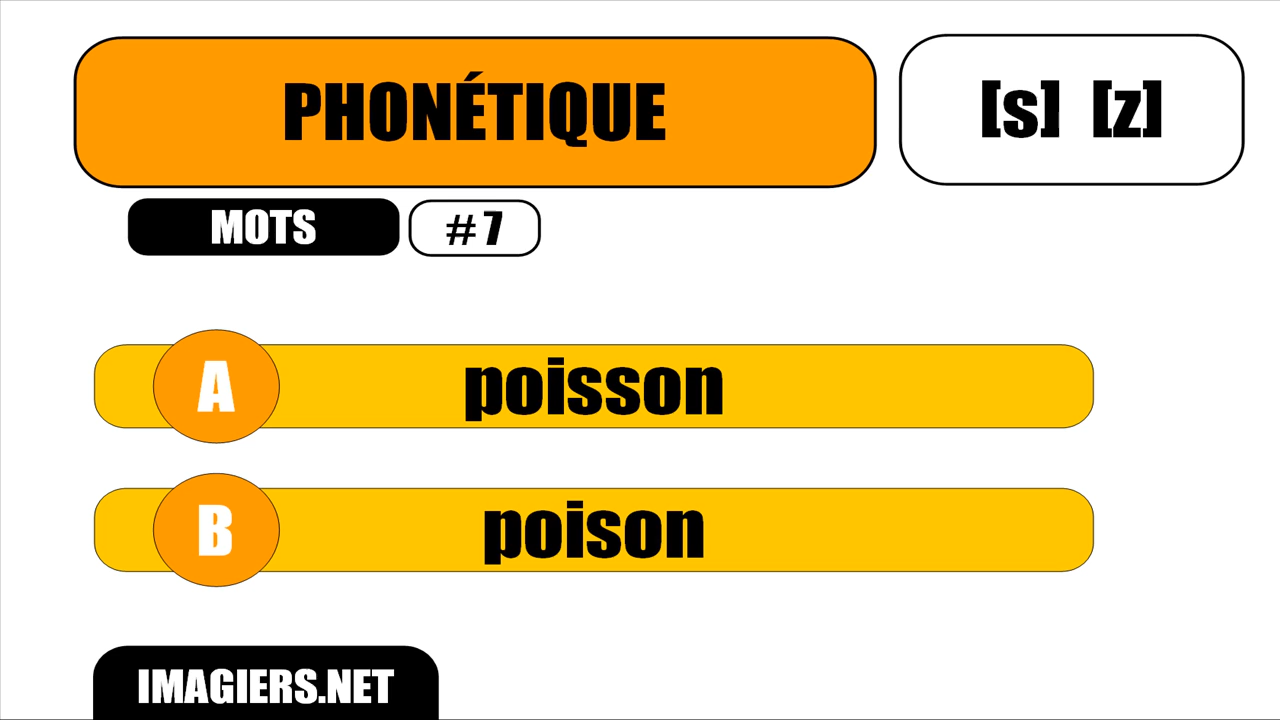 PHONÉTIQUE
[s] [z]
MOTS
#7
A poisson
B poison
IMAGIERS.NET